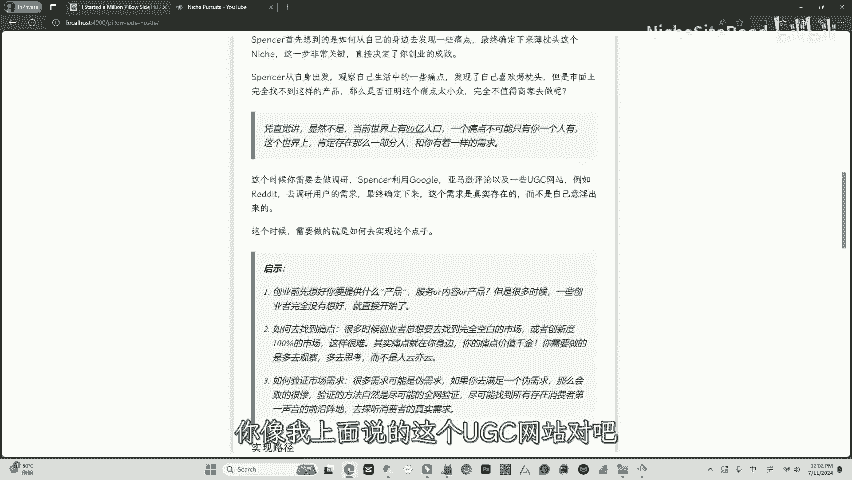 InPrivate
I Started a Million Pillow Side H
Niche Pursuits - YouTube
localhost:4000/pillow-side-hustle/
NicheSiteRoad
Spencer首先想到的是如何从自己的身边去发现一些痛点，最终确定下来薄枕头这个
Niche，这一步非常关键，直接决定了你创业的成败。
Spencer从自身出发，观察自己生活中的一些痛点，发现了自己喜欢薄枕头，但是市面上
完全找不到这样的产品，那么是否证明这个痛点太小众，完全不值得商家去做呢？
凭直觉讲，显然不是，当前世界上有80亿人口，一个痛点不可能只有你一个人有，
这个世界上，肯定存在那么一部分人，和你有着一样的需求。
这个时候你需要去做调研，Spencer利用Google，亚马逊评论以及一些UGC网站，例如
Reddit，去调研用户的需求，最终确定下来，这个需求是真实存在的，而不是自己意淫出
来的。
这个时候，需要做的就是如何去实现这个点子。
启示：
1. 创业前先想好你要提供什么“产品”，服务or内容or产品？但是很多时候，一些创
业者完全没有想好，就直接开始了。
2. 如何去找到痛点：很多时候创业者总想要去找到完全空白的市场，或者创新度
100%的市场，这样很难。其实痛点就在你身边，你的痛点价值千金！你需要做的
是多去观察，多去思考，而不是人云亦云。
3. 如何验证市场需求：很多需求可能是伪需求，如果你去满足一个伪需求，那么会
败的很惨，验证的方法自然是尽可能的全网验证，尽可能找到所有存在消费者第
一声音的前沿阵地，去探听消费者的真实需求。
你像我上面说的这个UGC网站对吧
实现路径
Search
12:02 PM
7/11/2024